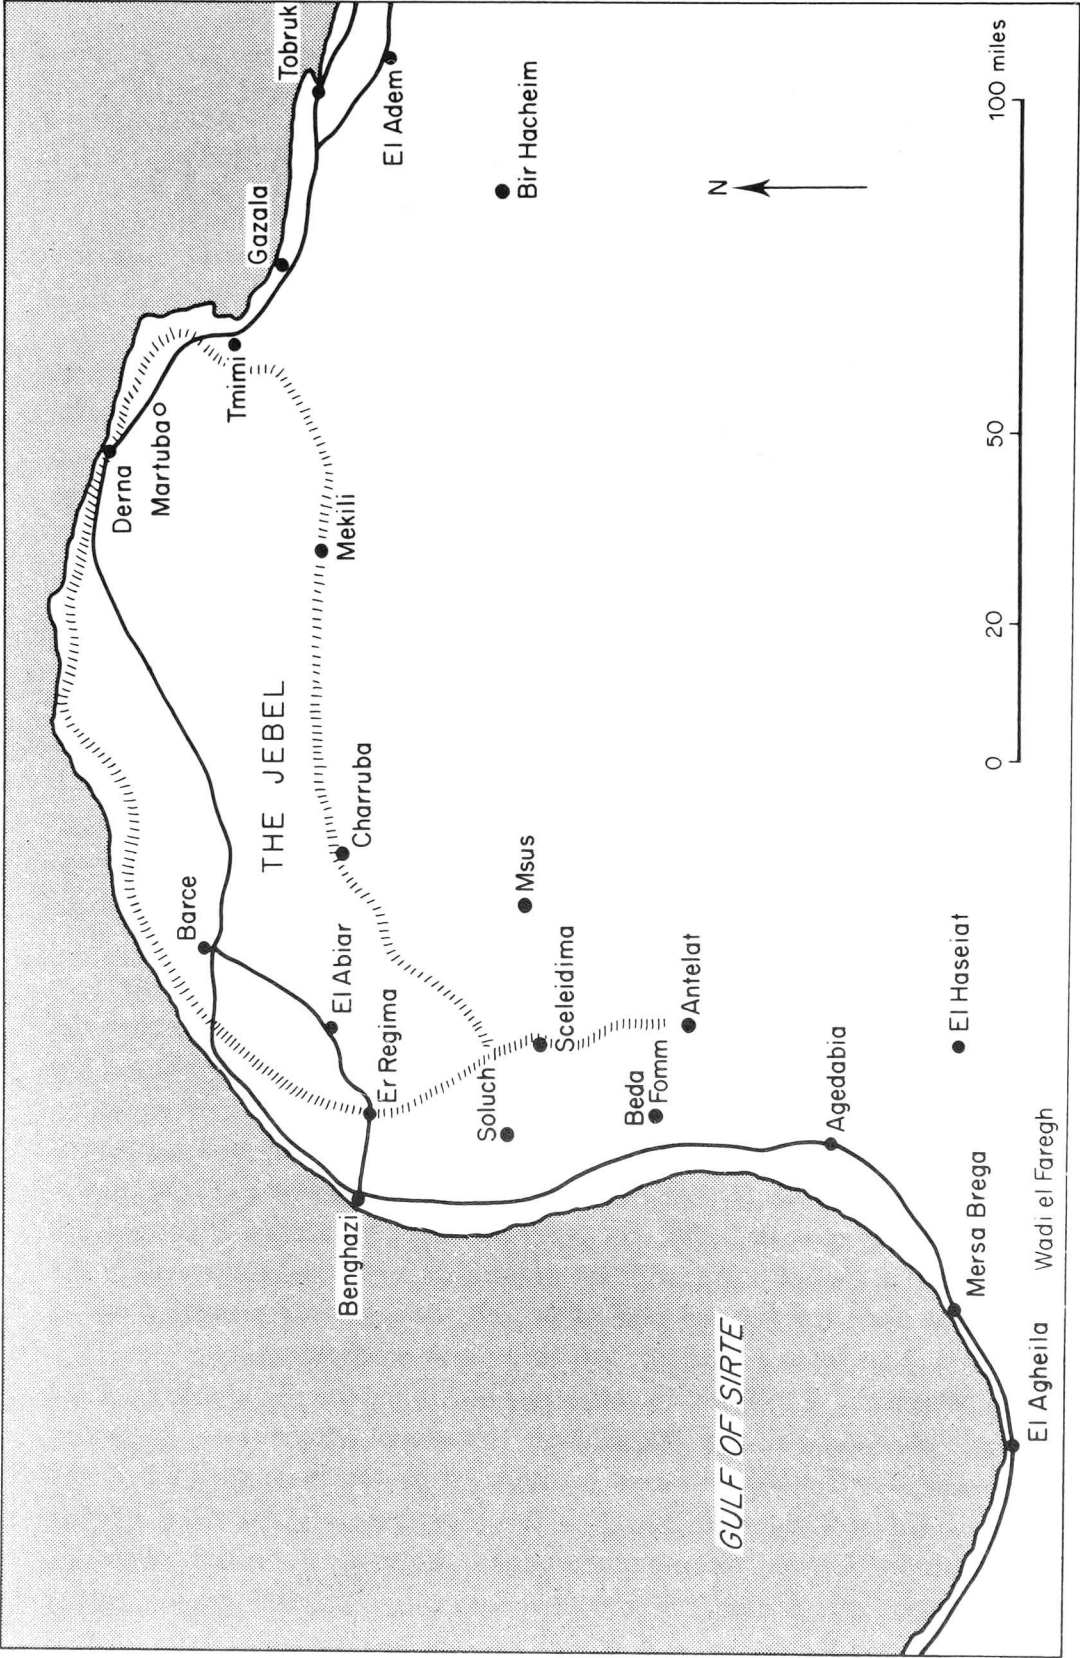 Tobruk
El Adem
Gazala
Bir Hacheim
Tmimi
Derna
Martuba
Mekili
THE JEBEL
Charruba
Barce
El Abiar
Er Regima
Benghazi
Msus
Sceleidima
Soluch
Antelat
Beda
Fomm
Agedabia
El Haseiat
Mersa Brega
Wadi el Faregh
El Agheila
GULF OF SIRTE
N
0 20 50 100 miles